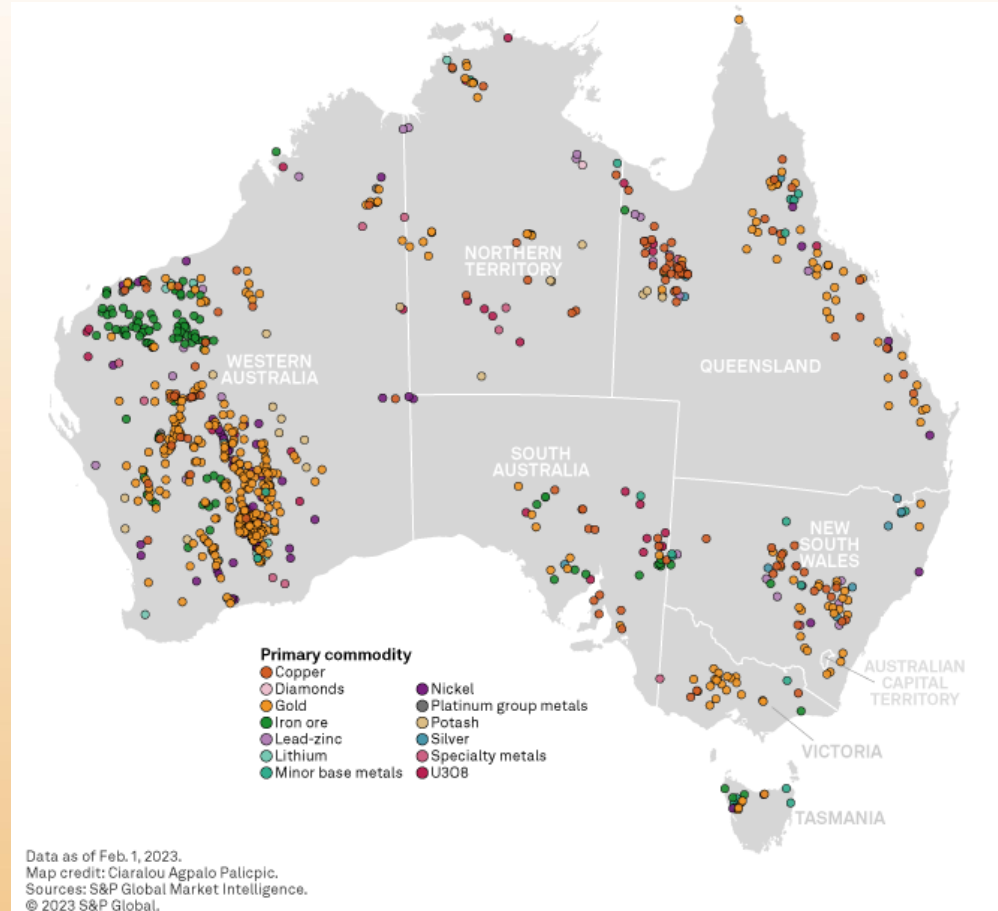 NORTHERN
TERRITORY
WESTERN
AUSTRALIA
QUEENSLAND
SOUTH
AUSTRALIA
NEW
SOUTH
WALES
AUSTRALIAN
CAPITAL
TERRITORY
VICTORIA
TASMANIA
Primary commodity
Copper
Diamonds
Gold
Iron ore
Lead-zinc
Lithium
Minor base metals
Nickel
Platinum group metals
Potash
Silver
Specialty metals
U3O8
Data as of Feb. 1, 2023.
Map credit: Ciaralou Agpalo Palicpic.
Sources: S&P Global Market Intelligence.
© 2023 S&P Global.